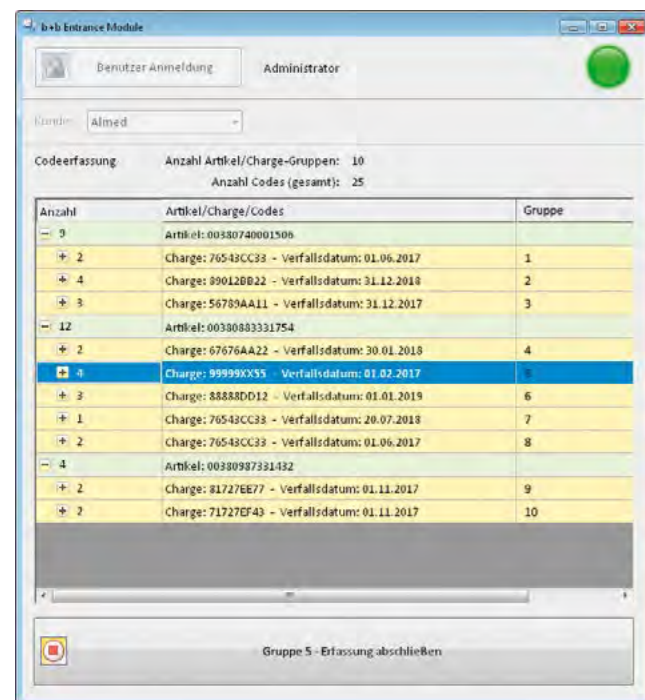 b+b Entrance Module
Benutzer Anmeldung Administrator
Kunde: Almed
Codeerfassung Anzahl Artikel/Charge-Gruppen: 10
Anzahl Codes (gesamt): 25
Anzahl Artikel/Charge/Codes Gruppe
9 Artikel: 00380740001506
2 Charge: 76543CC33 - Verfallsdatum: 01.06.2017 1
4 Charge: 89012BB22 - Verfallsdatum: 31.12.2018 2
3 Charge: 56789AA11 - Verfallsdatum: 31.12.2017 3
12 Artikel: 00380883331754
2 Charge: 67676AA22 - Verfallsdatum: 30.01.2018 4
4 Charge: 99999XX55 - Verfallsdatum: 01.02.2017 5
3 Charge: 88888DD12 - Verfallsdatum: 01.01.2019 6
1 Charge: 76543CC33 - Verfallsdatum: 20.07.2018 7
2 Charge: 76543CC33 - Verfallsdatum: 01.06.2017 8
4 Artikel: 00380987331432
2 Charge: 81727EE77 - Verfallsdatum: 01.11.2017 9
2 Charge: 71727EF43 - Verfallsdatum: 01.11.2017 10
Gruppe 5 - Erfassung abschließen